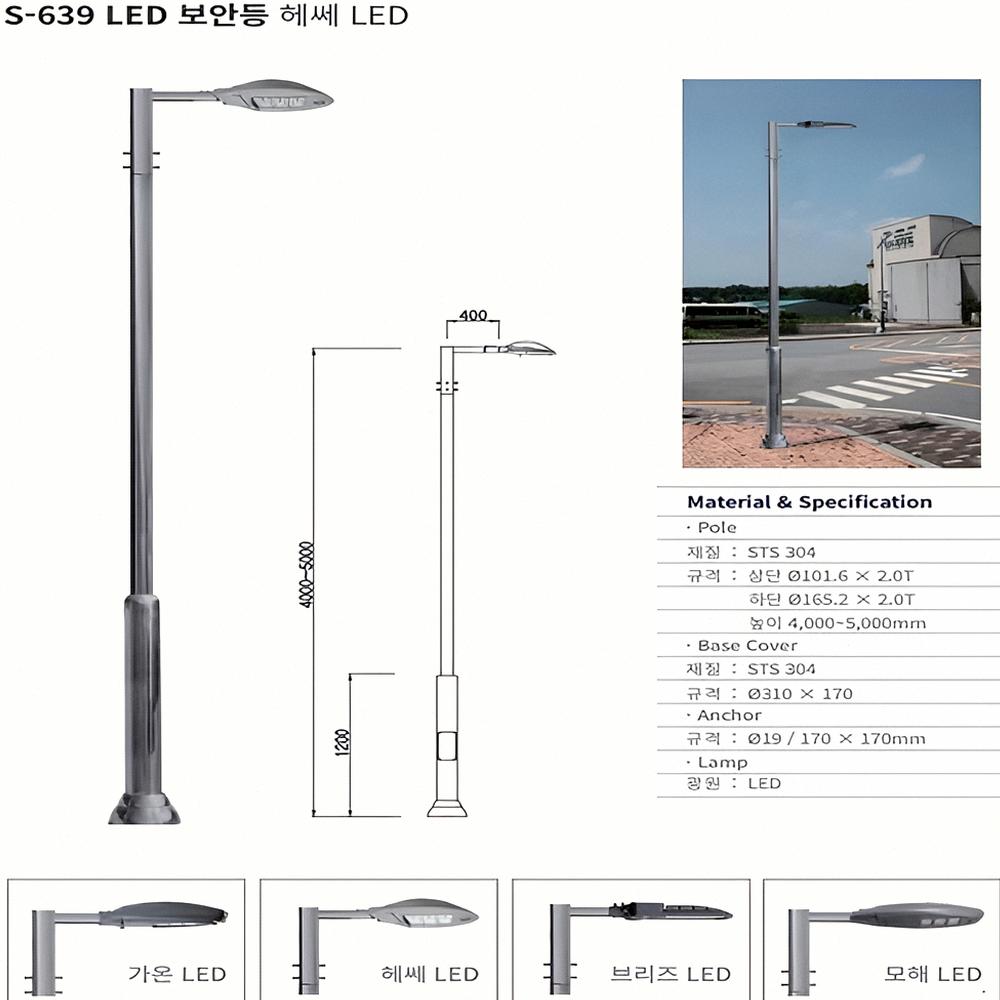 S-639 LED 보안등 헤쎄 LED
400
4000~5000
1200
Material & Specification
· Pole
재질 : STS 304
규격 : 상단 Ø101.6 × 2.0T
하단 Ø165.2 × 2.0T
높이 4,000~5,000mm
· Base Cover
재질 : STS 304
규격 : Ø310 × 170
· Anchor
규격 : Ø19 / 170 × 170mm
· Lamp
광원 : LED
가온 LED
헤쎄 LED
브리즈 LED
모해 LED